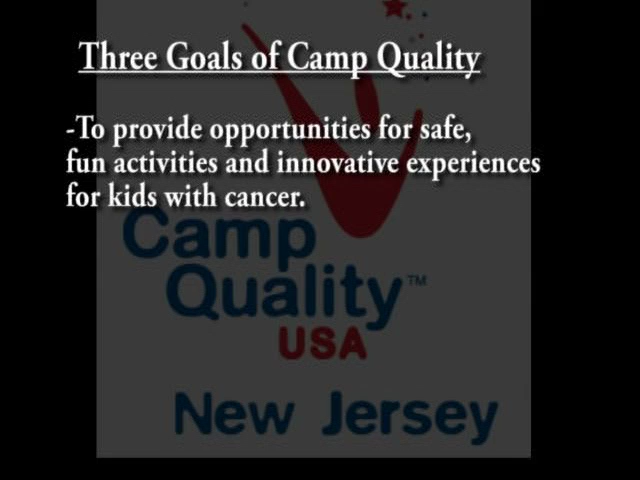 Three Goals of Camp Quality
-To provide opportunities for safe,
fun activities and innovative experiences
for kids with cancer.
Camp
Quality™
USA
New Jersey